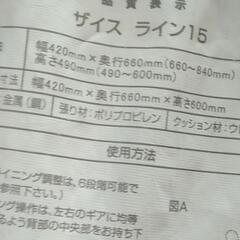 品質表示
ザイス ライン15
幅420mm×奥行660mm(660~840mm)
高さ490mm(490~600mm)
寸法 幅420mm×奥行660mm×高さ600mm
金属(鋼) 張り材:ポリプロピレン クッション材:ウ
使用方法
イニング調整は、6段階可能で
参照下さい。) 図A
ング操作は、左右のギアに均等
るよう背部の中央部をお持ち下